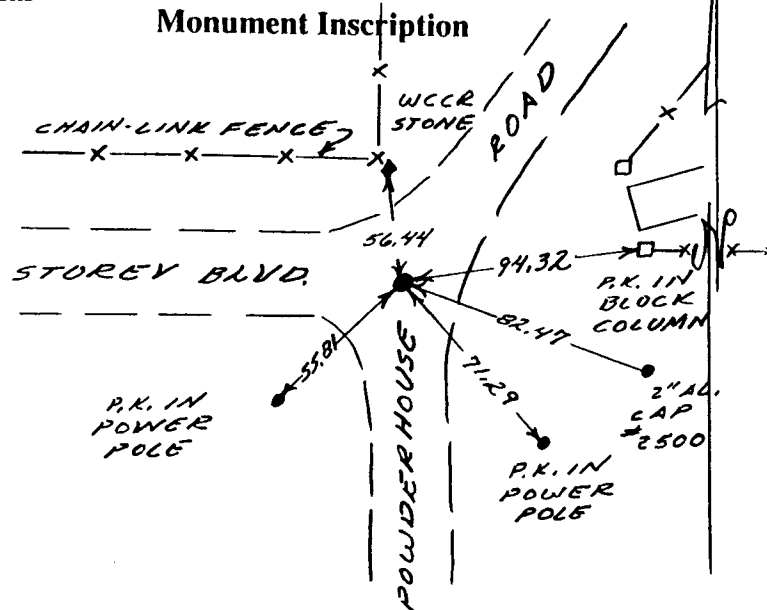 Monument Inscription
WCCR
STONE
CHAIN-LINK FENCE
ROAD
56.44
STOREY BLVD.
94.32
P.K. IN
BLOCK
COLUMN
82.47
55.81
71.29
POWDERHOUSE
P.K. IN
POWER
POLE
2" AL.
CAP
#2500
P.K. IN
POWER
POLE